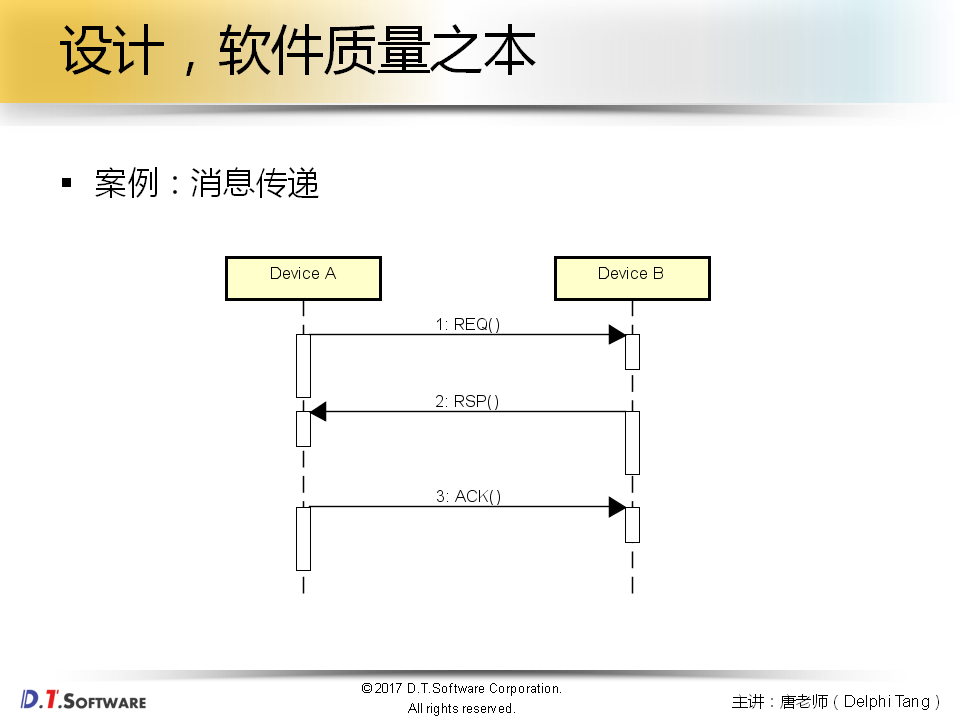 设计，软件质量之本
▪ 案例：消息传递
Device A
Device B
1: REQ()
2: RSP()
3: ACK()
D.T.SOFTWARE
©2017 D.T.Software Corporation.
All rights reserved.
主讲：唐老师（Delphi Tang）